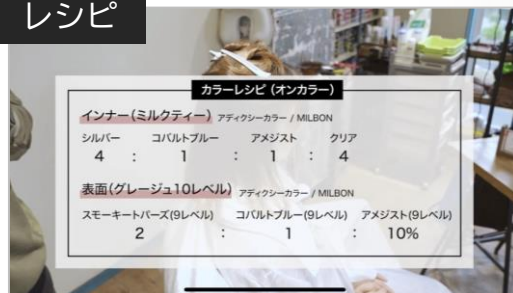 レシピ
カラーレシピ（オンカラー）
インナー(ミルクティー) アディクシーカラー / MILBON
シルバー コバルトブルー アメジスト クリア
4 : 1 : 1 : 4
表面(グレージュ10レベル) アディクシーカラー / MILBON
スモーキートパーズ(9レベル) コバルトブルー(9レベル) アメジスト(9レベル)
2 : 1 : 10%